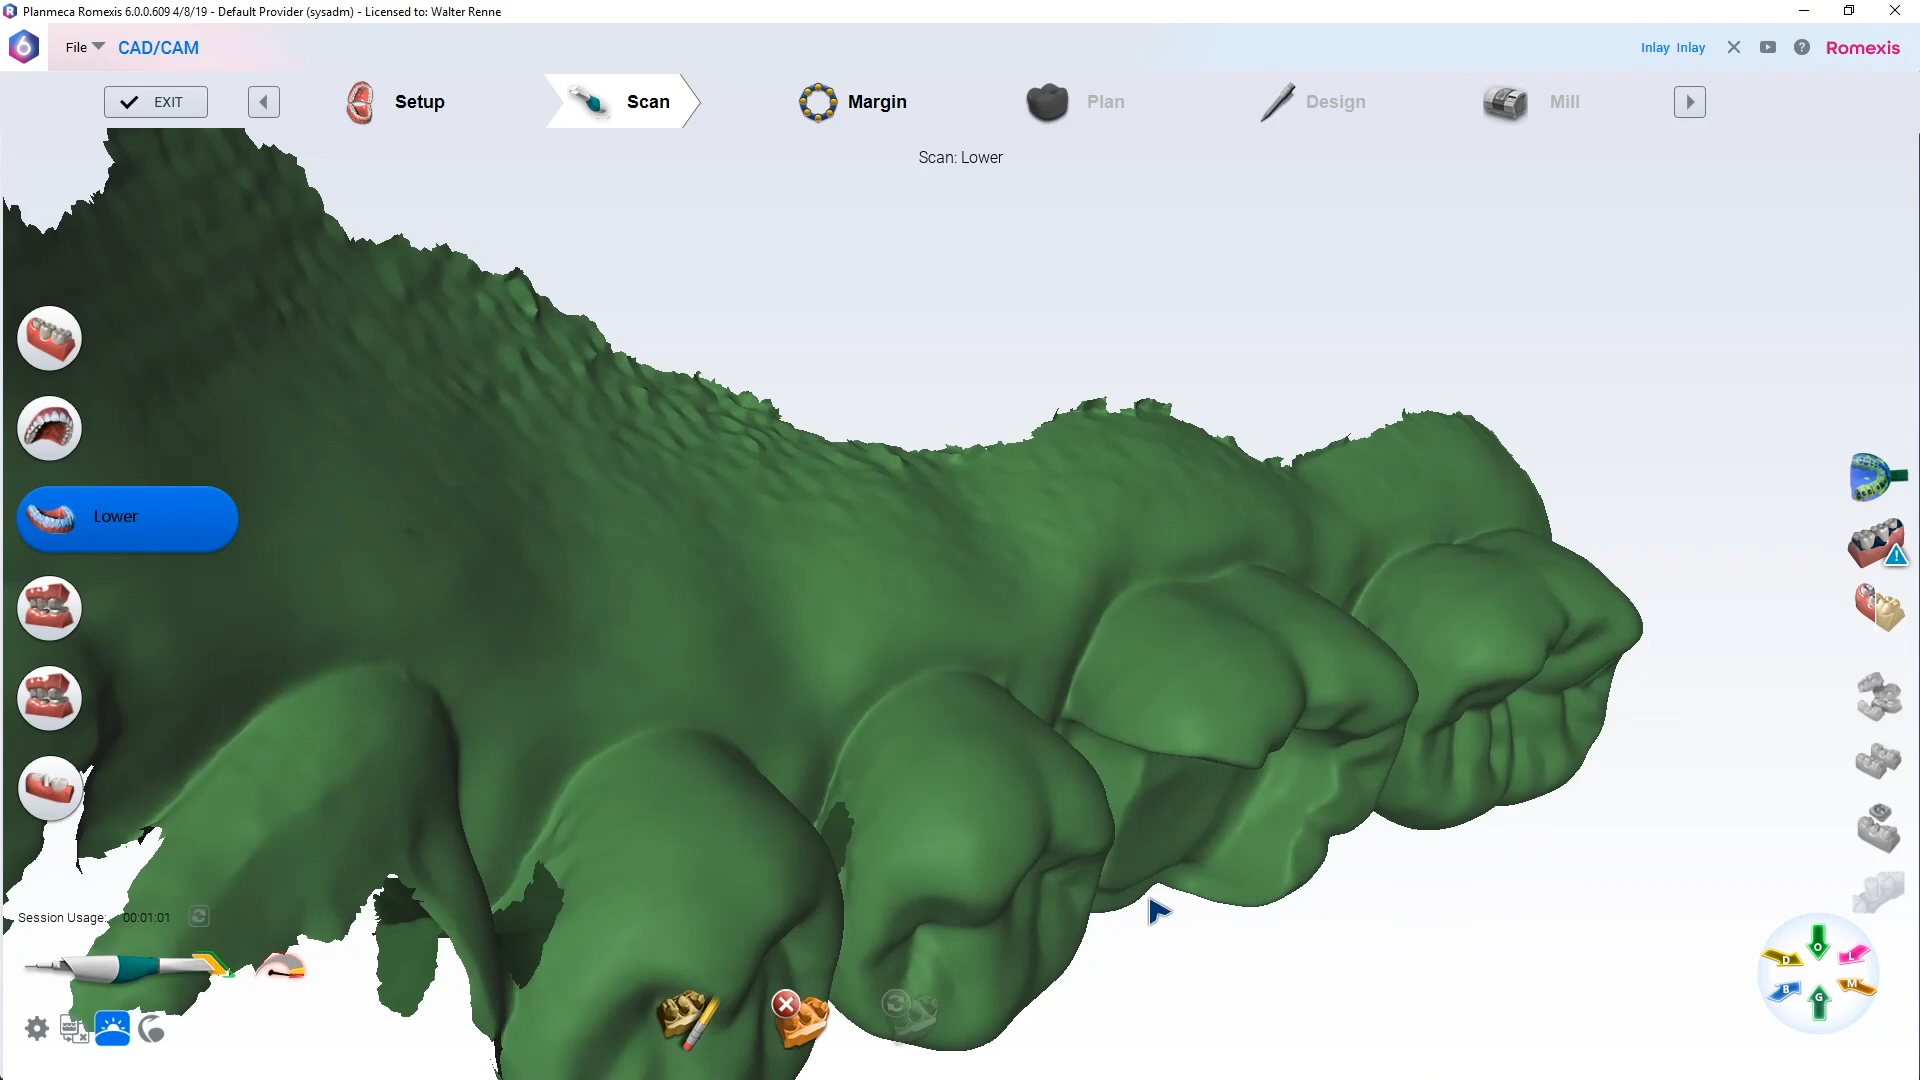 Planmeca Romexis 6.0.0.609 4/8/19 - Default Provider (sysadm) - Licensed to: Walter Renne
6 File CAD/CAM Inlay Inlay ? Romexis
EXIT Setup Scan Margin Plan Design Mill
Scan: Lower
Lower
Session Usage: 00:01:01
O
D L
B M
G